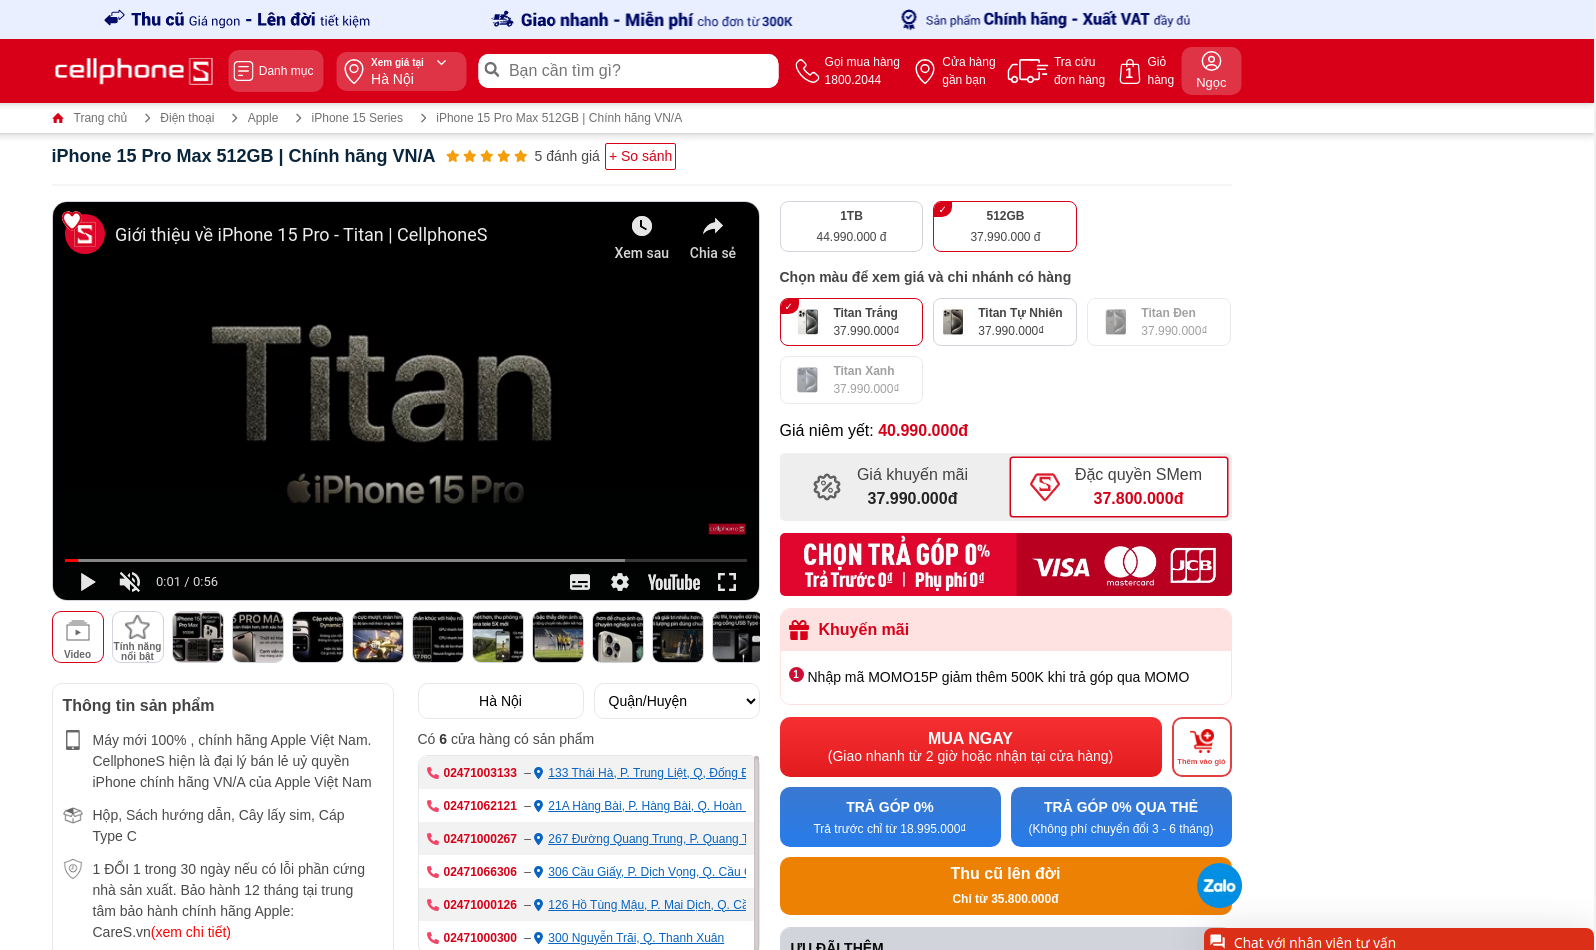 Thu cũ Giá ngon - Lên đời tiết kiệm
Giao nhanh - Miễn phí cho đơn từ 300K
Sản phẩm Chính hãng - Xuất VAT đầy đủ
cellphoneS
Danh mục
Xem giá tại
Hà Nội
Bạn cần tìm gì?
Gọi mua hàng
1800.2044
Cửa hàng
gần bạn
Tra cứu
đơn hàng
1
Giỏ
hàng
Ngọc
Trang chủ
Điện thoại
Apple
iPhone 15 Series
iPhone 15 Pro Max 512GB | Chính hãng VN/A
iPhone 15 Pro Max 512GB | Chính hãng VN/A
5 đánh giá
+ So sánh
Giới thiệu về iPhone 15 Pro - Titan | CellphoneS
Xem sau
Chia sẻ
Titan
iPhone 15 Pro
cellphoneS
0:01 / 0:56
YouTube
Video
Tính năng
nổi bật
Thông tin sản phẩm
Máy mới 100% , chính hãng Apple Việt Nam.
CellphoneS hiện là đại lý bán lẻ uỷ quyền
iPhone chính hãng VN/A của Apple Việt Nam
Hộp, Sách hướng dẫn, Cây lấy sim, Cáp
Type C
1 ĐỔI 1 trong 30 ngày nếu có lỗi phần cứng
nhà sản xuất. Bảo hành 12 tháng tại trung
tâm bảo hành chính hãng Apple:
CareS.vn(xem chi tiết)
Hà Nội
Quận/Huyện
Có 6 cửa hàng có sản phẩm
02471003133 – 133 Thái Hà, P. Trung Liệt, Q, Đống
02471062121 – 21A Hàng Bài, P. Hàng Bài, Q. Hoàn
02471000267 – 267 Đường Quang Trung, P. Quang
02471066306 – 306 Cầu Giấy, P. Dịch Vọng, Q. Cầu
02471000126 – 126 Hồ Tùng Mậu, P. Mai Dịch, Q.
02471000300 – 300 Nguyễn Trãi, Q. Thanh Xuân
1TB
44.990.000 đ
512GB
37.990.000 đ
Chọn màu để xem giá và chi nhánh có hàng
Titan Trắng
37.990.000₫
Titan Tự Nhiên
37.990.000₫
Titan Đen
37.990.000₫
Titan Xanh
37.990.000₫
Giá niêm yết: 40.990.000đ
Giá khuyến mãi
37.990.000đ
Đặc quyền SMem
37.800.000đ
CHỌN TRẢ GÓP 0%
Trả Trước 0₫ | Phụ phí 0₫
VISA
mastercard
JCB
Khuyến mãi
1 Nhập mã MOMO15P giảm thêm 500K khi trả góp qua MOMO
MUA NGAY
(Giao nhanh từ 2 giờ hoặc nhận tại cửa hàng)
Thêm vào giỏ
TRẢ GÓP 0%
Trả trước chỉ từ 18.995.000₫
TRẢ GÓP 0% QUA THẺ
(Không phí chuyển đổi 3 - 6 tháng)
Thu cũ lên đời
Chỉ từ 35.800.000đ
Zalo
ƯU ĐÃI THÊM
Chat với nhân viên tư vấn